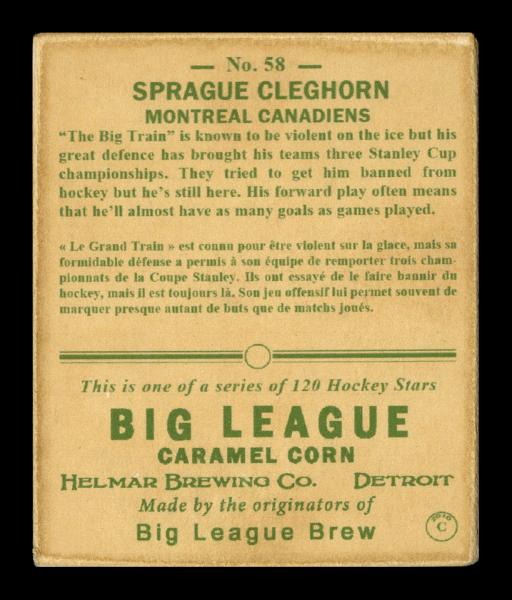 — No. 58 —
SPRAGUE CLEGHORN
MONTREAL CANADIENS
“The Big Train” is known to be violent on the ice but his
great defence has brought his teams three Stanley Cup
championships. They tried to get him banned from
hockey but he’s still here. His forward play often means
that he’ll almost have as many goals as games played.
« Le Grand Train » est connu pour être violent sur la glace, mais sa
formidable défense a permis à son équipe de remporter trois cham-
pionnats de la Coupe Stanley. Ils ont essayé de le faire bannir du
hockey, mais il est toujours là. Son jeu offensif lui permet souvent de
marquer presque autant de buts que de matchs joués.
This is one of a series of 120 Hockey Stars
BIG LEAGUE
CARAMEL CORN
HELMAR BREWING CO. DETROIT
Made by the originators of
Big League Brew
C